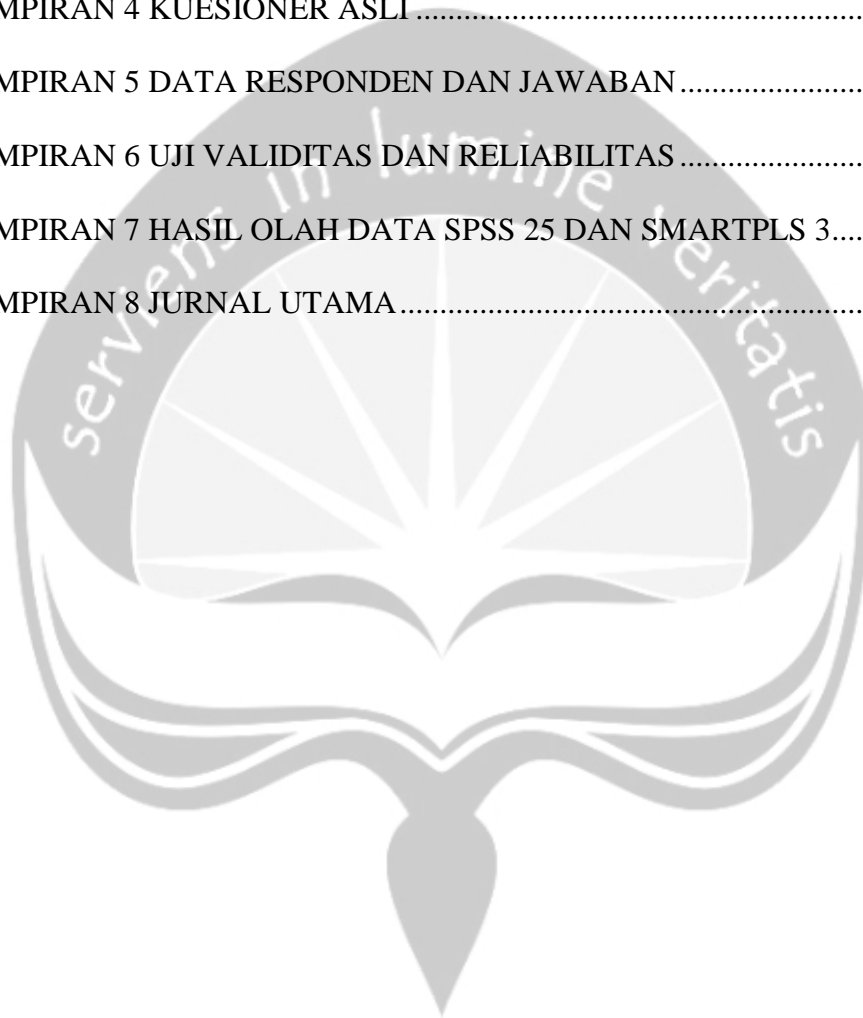 MPIRAN 4 KUESIONER ASLI ..........................................................
MPIRAN 5 DATA RESPONDEN DAN JAWABAN ........................
MPIRAN 6 UJI VALIDITAS DAN RELIABILITAS ........................
MPIRAN 7 HASIL OLAH DATA SPSS 25 DAN SMARTPLS 3....
MPIRAN 8 JURNAL UTAMA ............................................................
serviens in lumine veritatis